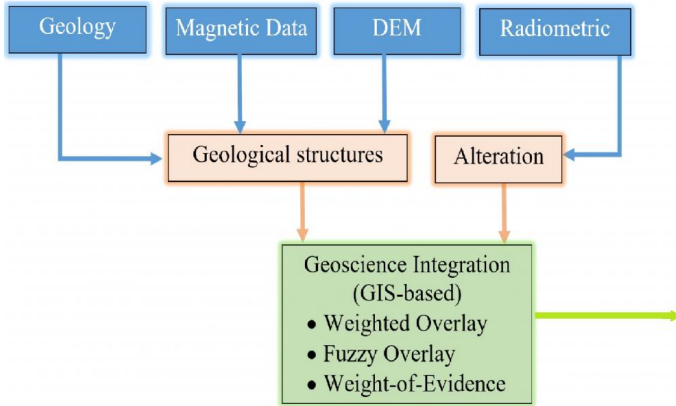 Geology
Magnetic Data
DEM
Radiometric
Geological structures
Alteration
Geoscience Integration
(GIS-based)
• Weighted Overlay
• Fuzzy Overlay
• Weight-of-Evidence